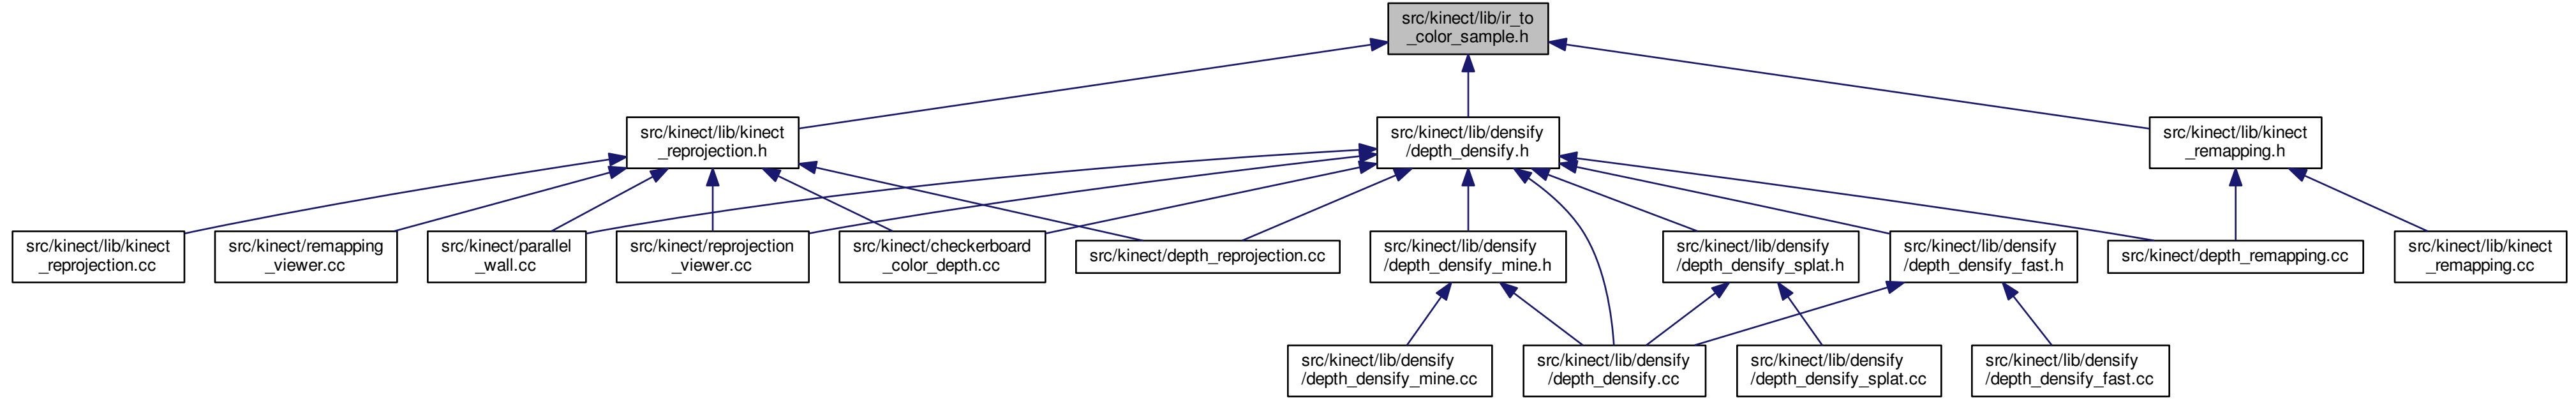 src/kinect/lib/ir_to
_color_sample.h
src/kinect/lib/kinect
_reprojection.h
src/kinect/lib/densify
/depth_densify.h
src/kinect/lib/kinect
_remapping.h
src/kinect/lib/kinect
_reprojection.cc
src/kinect/remapping
_viewer.cc
src/kinect/parallel
_wall.cc
src/kinect/reprojection
_viewer.cc
src/kinect/checkerboard
_color_depth.cc
src/kinect/depth_reprojection.cc
src/kinect/lib/densify
/depth_densify_mine.h
src/kinect/lib/densify
/depth_densify_splat.h
src/kinect/lib/densify
/depth_densify_fast.h
src/kinect/depth_remapping.cc
src/kinect/lib/kinect
_remapping.cc
src/kinect/lib/densify
/depth_densify_mine.cc
src/kinect/lib/densify
/depth_densify.cc
src/kinect/lib/densify
/depth_densify_splat.cc
src/kinect/lib/densify
/depth_densify_fast.cc